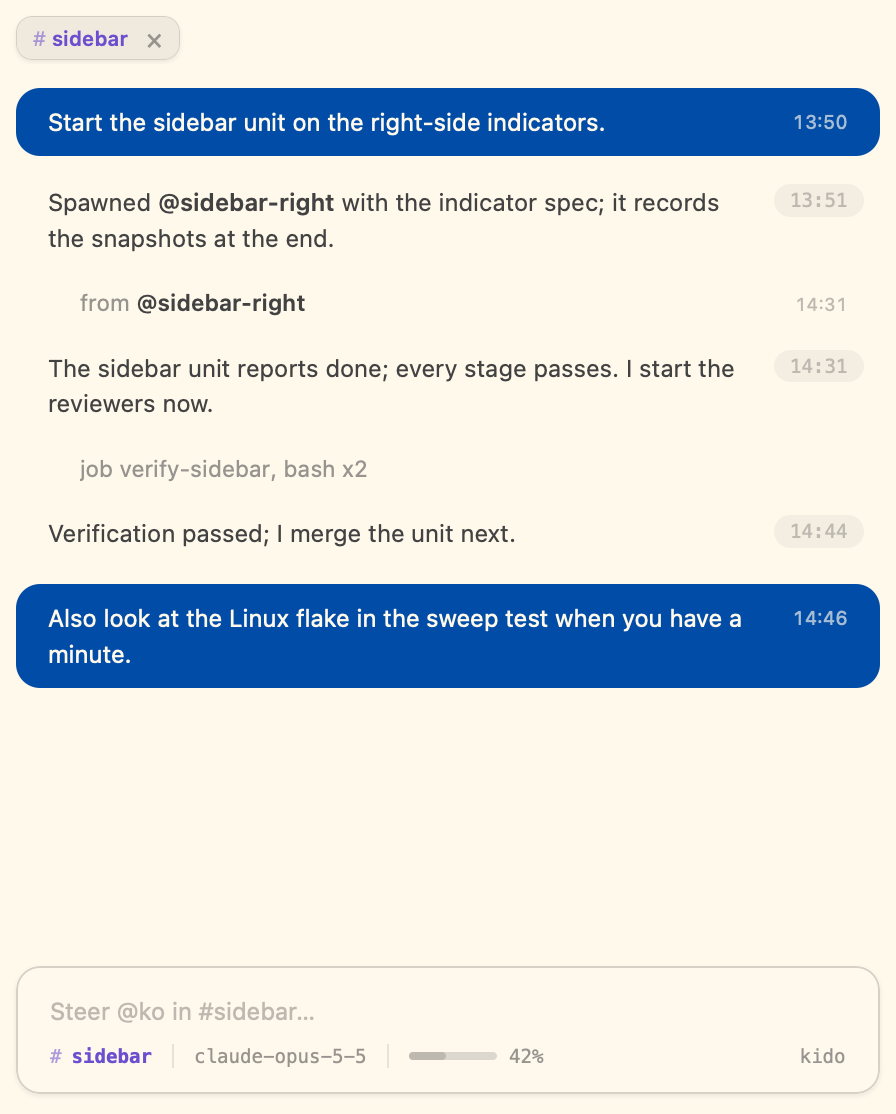 # sidebar ×
Start the sidebar unit on the right-side indicators. 13:50
Spawned @sidebar-right with the indicator spec; it records 13:51
the snapshots at the end.
from @sidebar-right 14:31
The sidebar unit reports done; every stage passes. I start the 14:31
reviewers now.
job verify-sidebar, bash x2
Verification passed; I merge the unit next. 14:44
Also look at the Linux flake in the sweep test when you have a 14:46
minute.
Steer @ko in #sidebar...
# sidebar claude-opus-5-5 42% kido